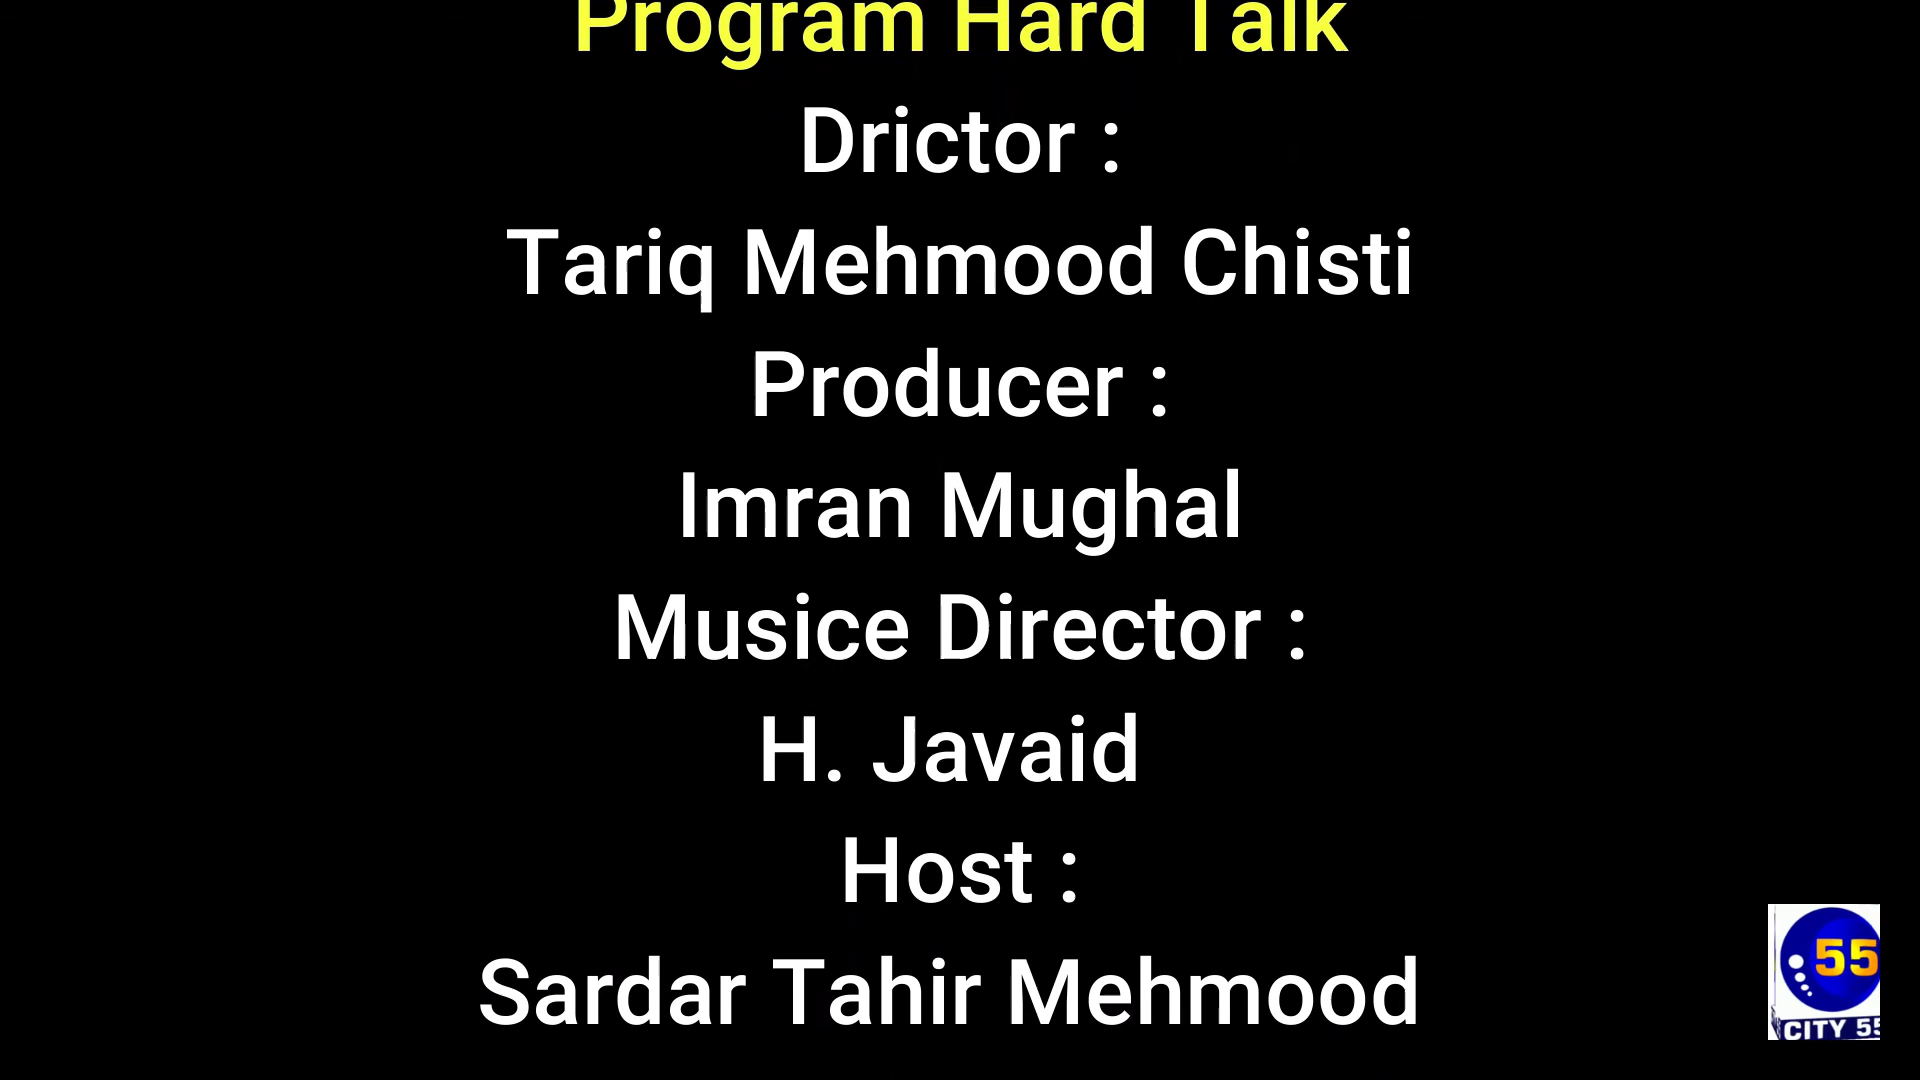 Program Hard Talk
Drictor :
Tariq Mehmood Chisti
Producer :
Imran Mughal
Musice Director :
H. Javaid
Host :
Sardar Tahir Mehmood
55
CITY 55